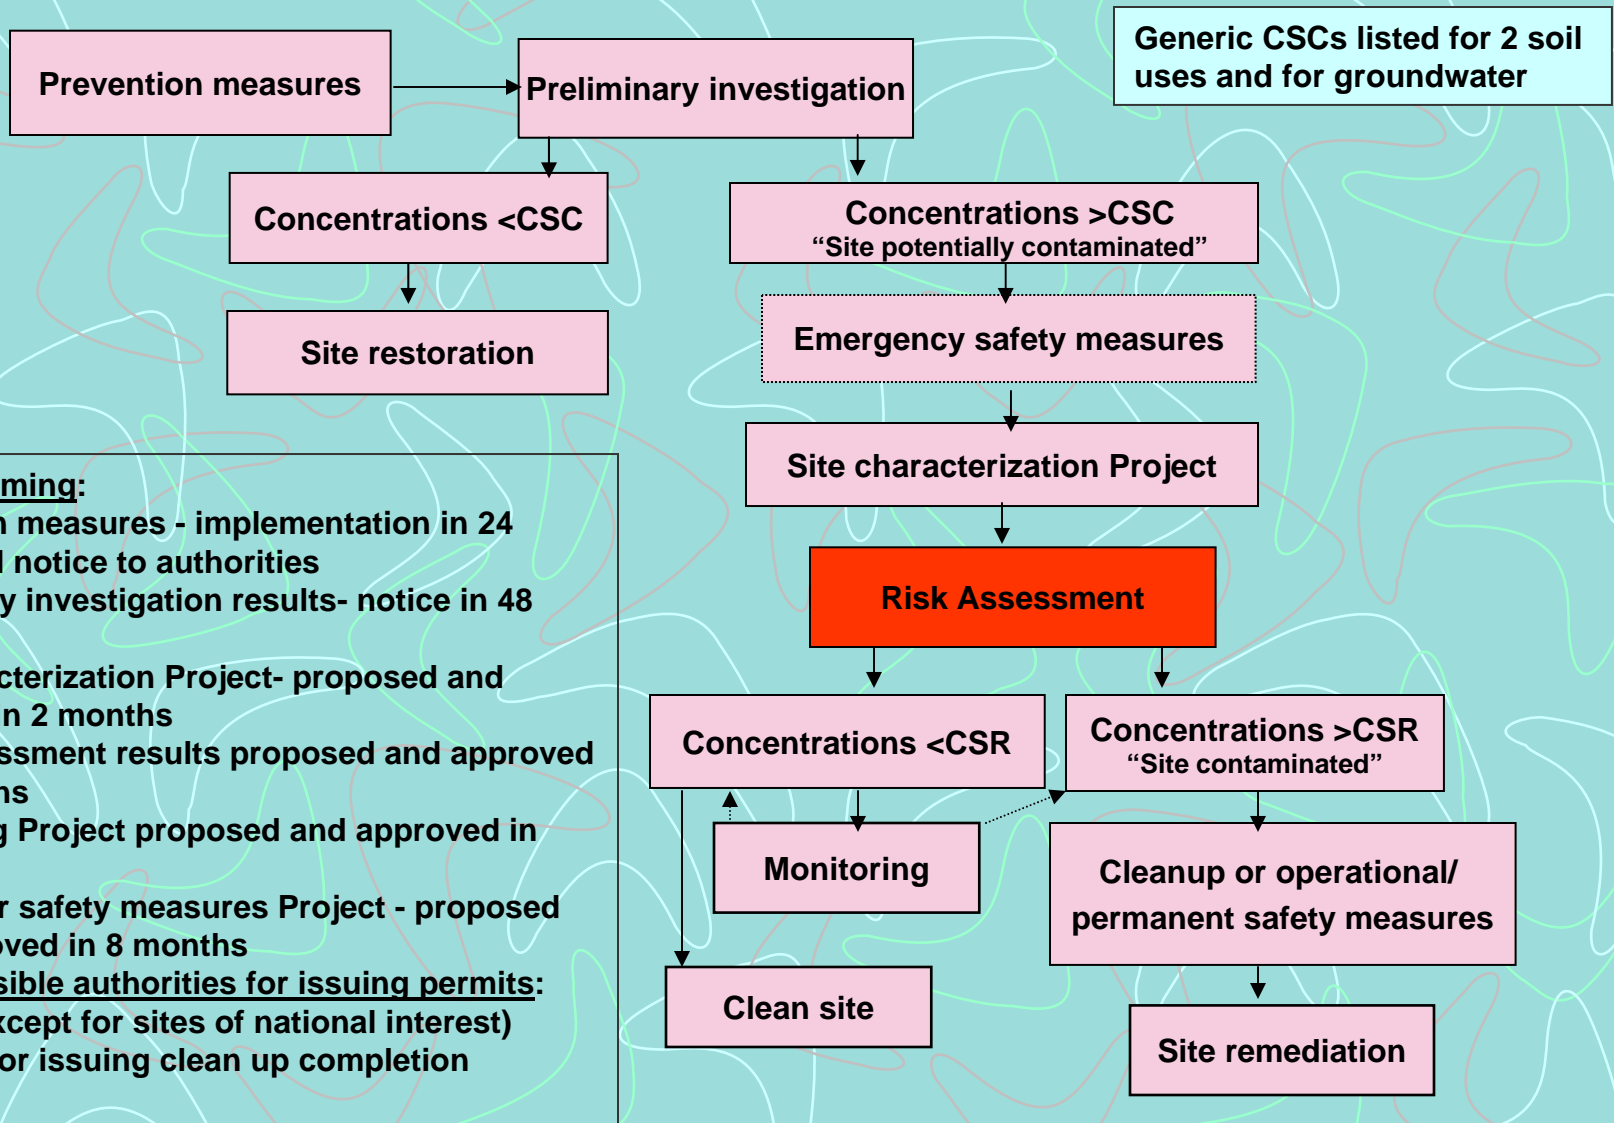 Generic CSCs listed for 2 soil
uses and for groundwater
Prevention measures
Preliminary investigation
Concentrations <CSC
Concentrations >CSC
“Site potentially contaminated”
Site restoration
Emergency safety measures
Site characterization Project
Risk Assessment
Concentrations <CSR
Concentrations >CSR
“Site contaminated”
Monitoring
Cleanup or operational/
permanent safety measures
Clean site
Site remediation
ming:
measures - implementation in 24
notice to authorities
y investigation results- notice in 48
cterization Project- proposed and
in 2 months
ssment results proposed and approved
ns
g Project proposed and approved in
r safety measures Project - proposed
oved in 8 months
sible authorities for issuing permits:
xcept for sites of national interest)
or issuing clean up completion